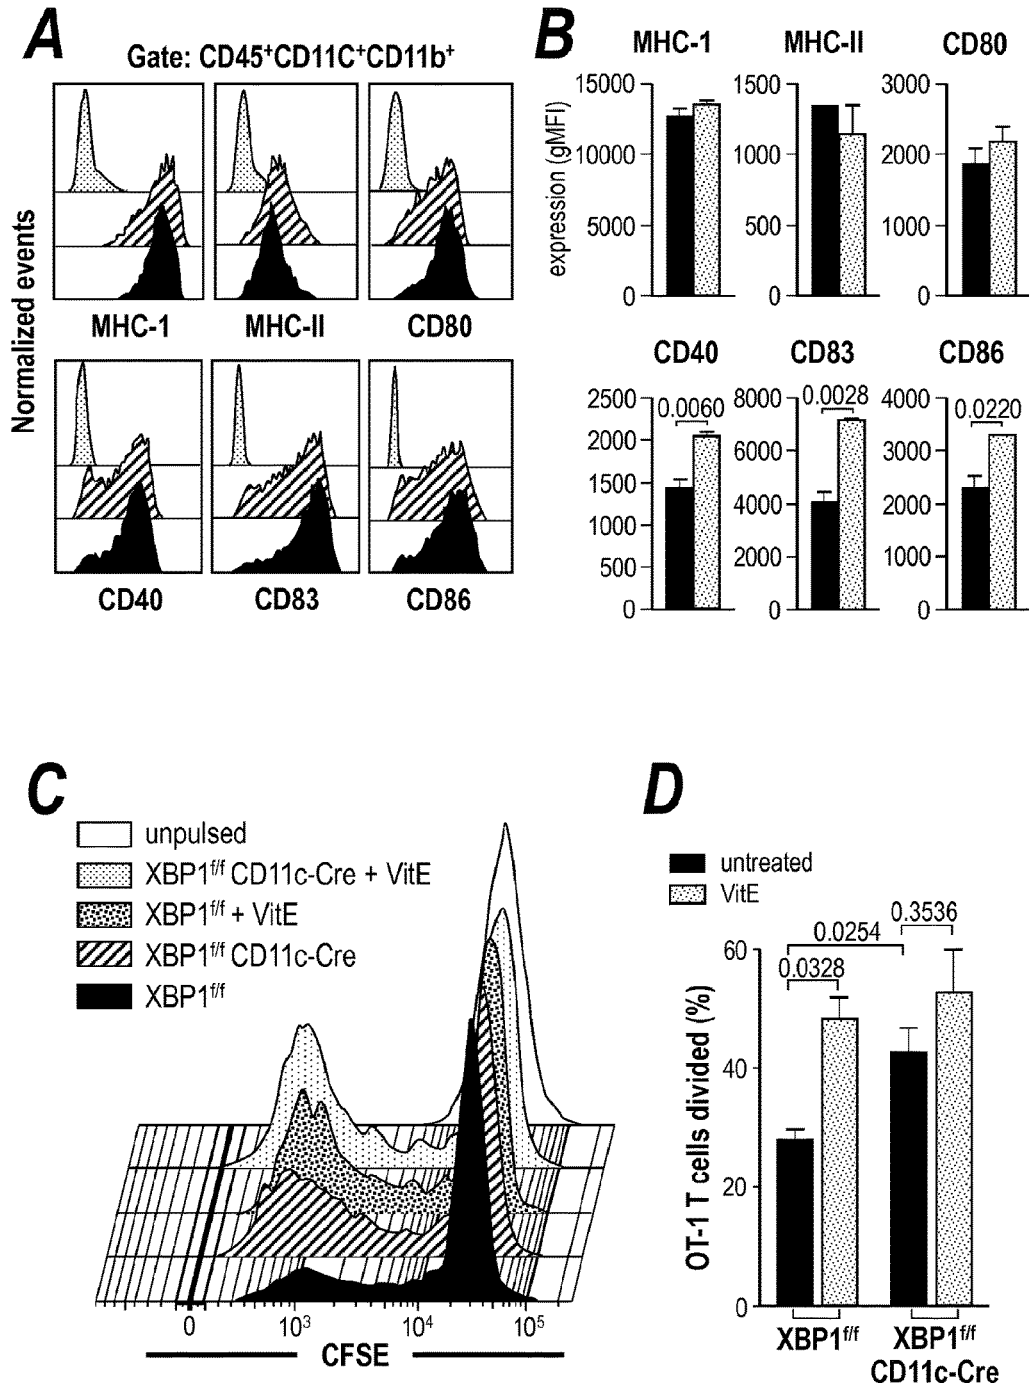 A
Gate: CD45⁺CD11C⁺CD11b⁺
Normalized events
MHC-1 MHC-II CD80
CD40 CD83 CD86
B
MHC-1 MHC-II CD80
expression (gMFI)
15000 1500 3000
10000 1000 2000
5000 500 1000
0 0 0
CD40 CD83 CD86
0.0060 0.0028 0.0220
2500 8000 4000
2000 6000 3000
1500 4000 2000
1000 2000 1000
500 0 0
0
C
unpulsed
XBP1f/f CD11c-Cre + VitE
XBP1f/f + VitE
XBP1f/f CD11c-Cre
XBP1f/f
0 10³ 10⁴ 10⁵
CFSE
D
untreated
VitE
0.3536
0.0254
0.0328
OT-1 T cells divided (%)
60
40
20
0
XBP1f/f XBP1f/f
CD11c-Cre